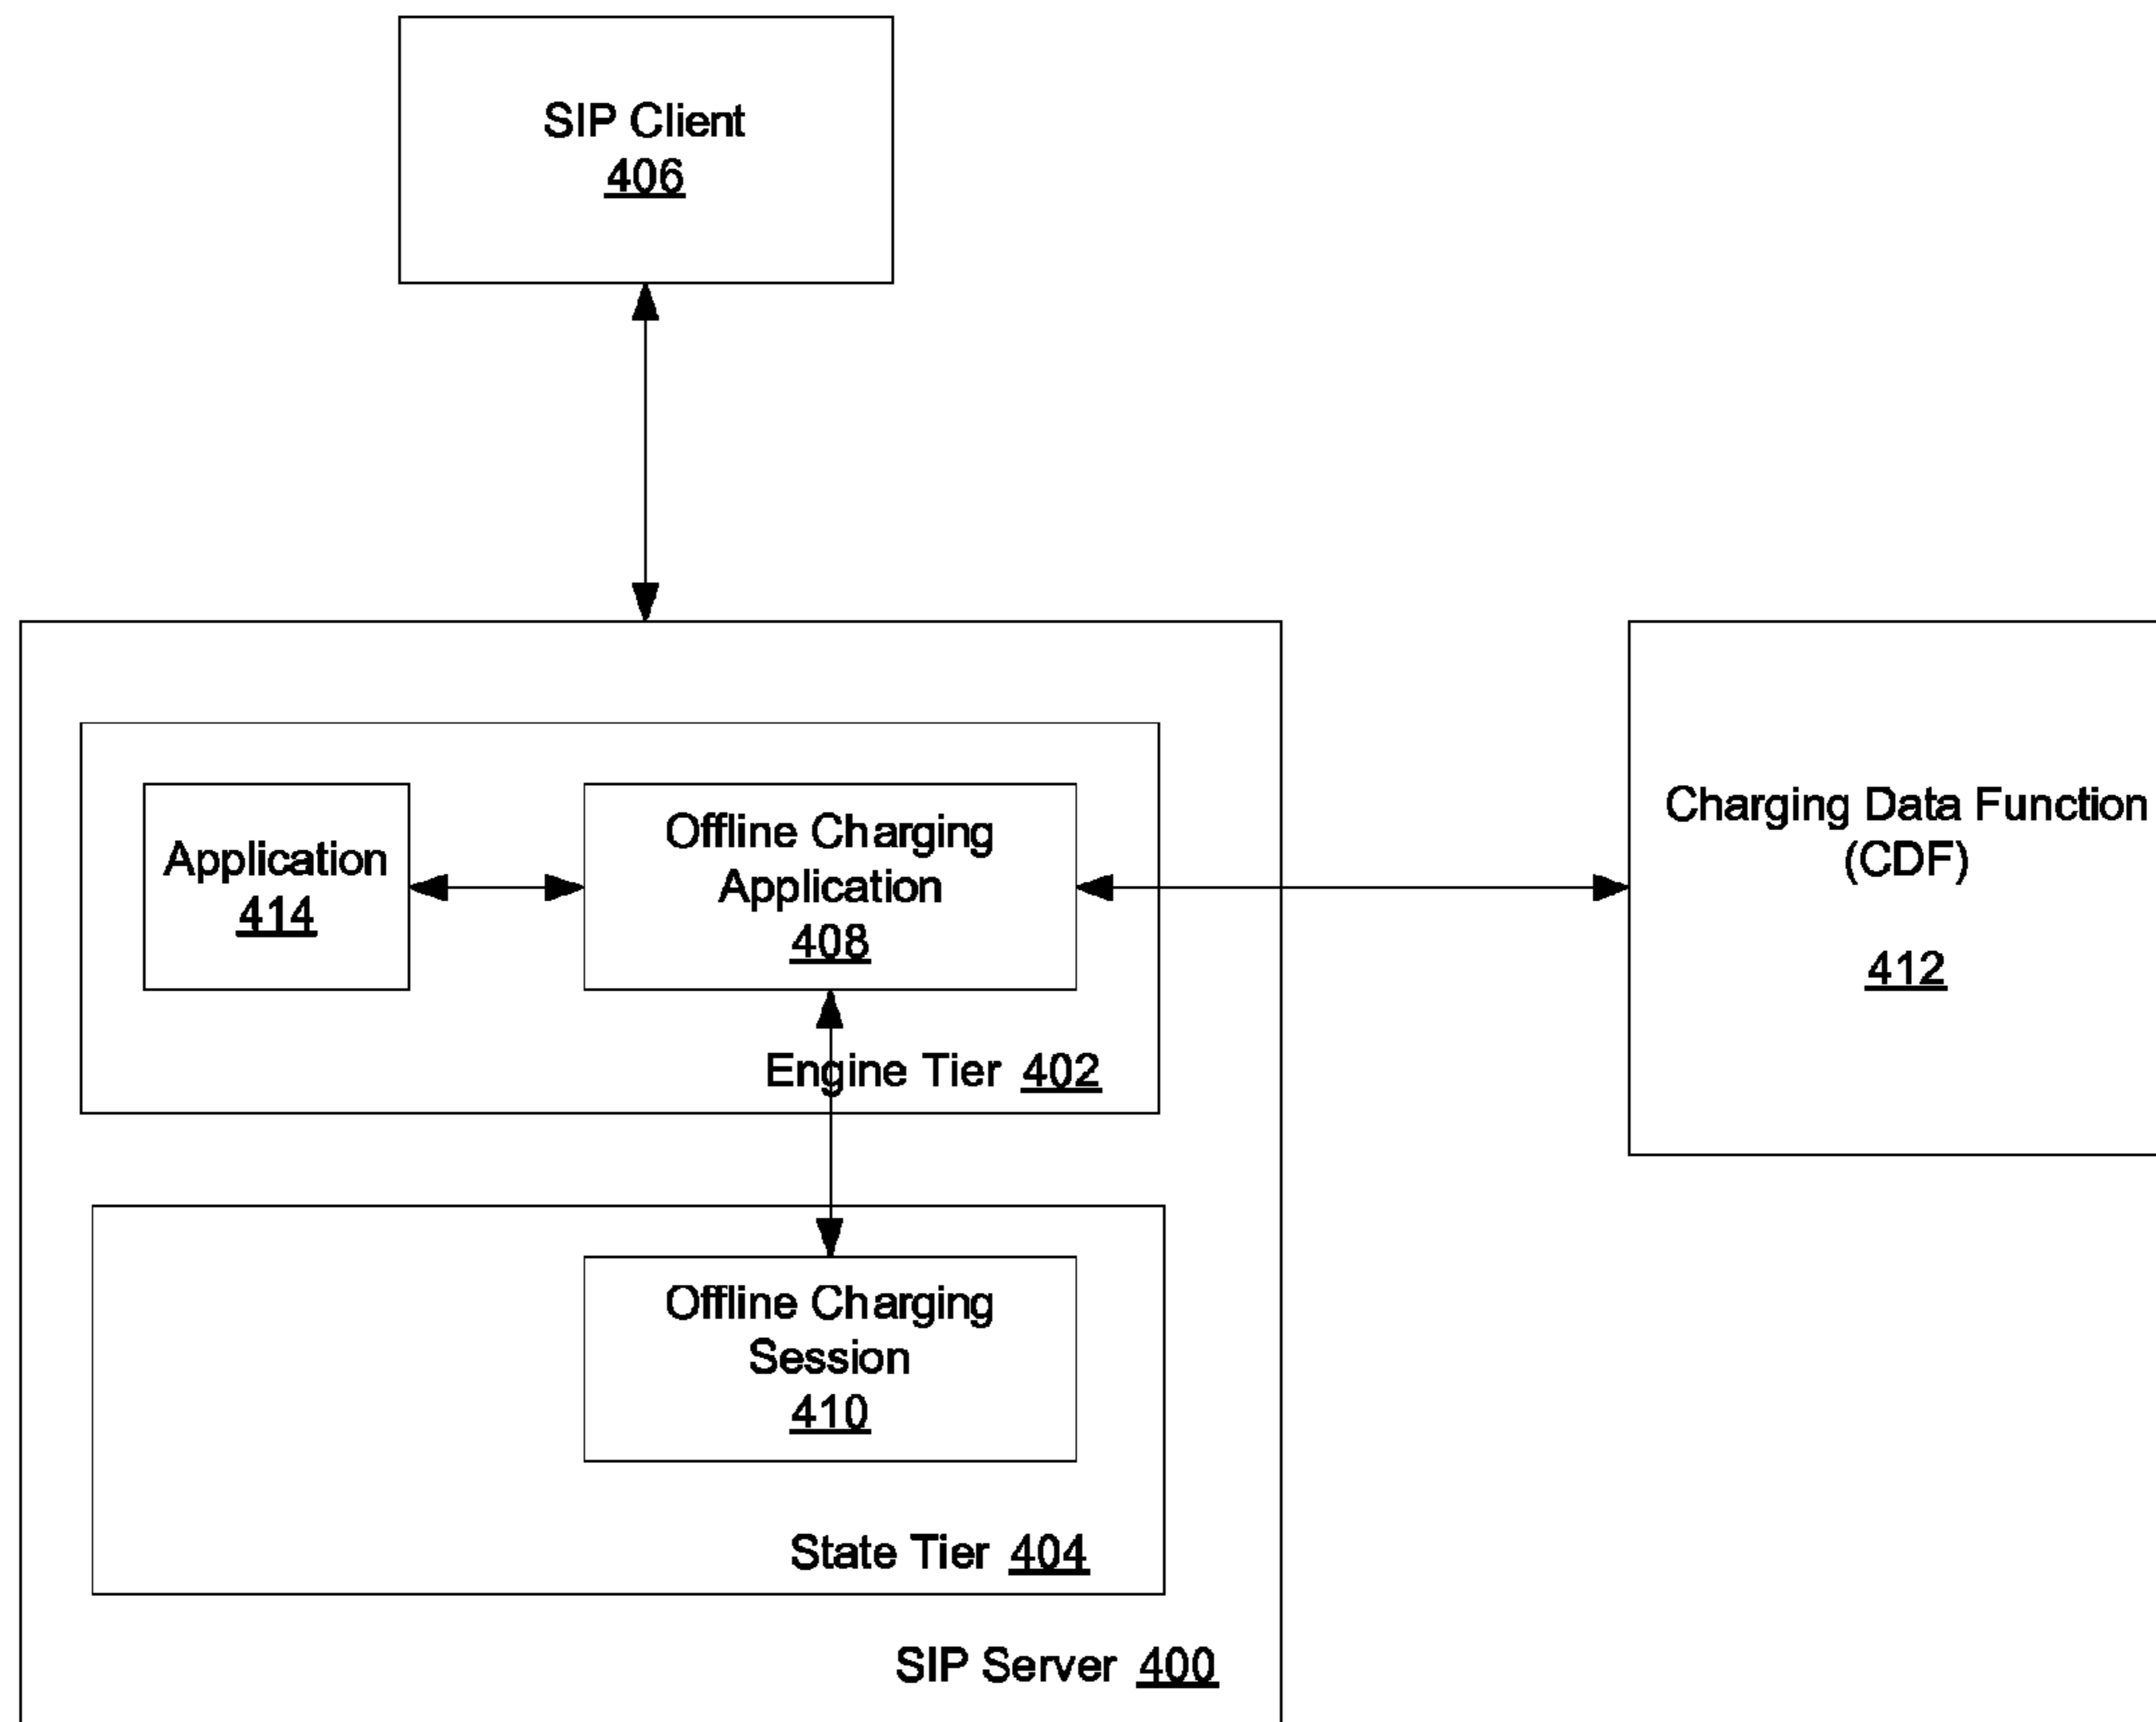 SIP Client
406
Application
414
Offline Charging
Application
408
Engine Tier 402
Charging Data Function
(CDF)
412
Offline Charging
Session
410
State Tier 404
SIP Server 400